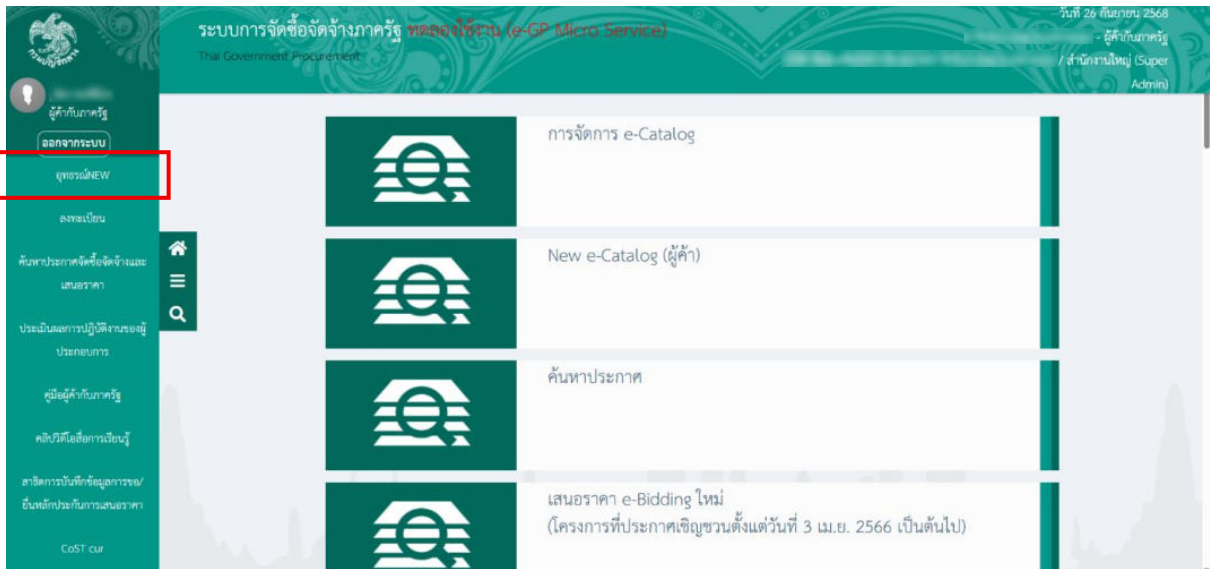 ระบบการจัดซื้อจัดจ้างภาครัฐ ทดลองใช้งาน (e-GP Micro Service)
Thai Government Procurement
วันที่ 26 กันยายน 2568
- ผู้ค้ากับภาครัฐ
/ สำนักงานใหญ่ (Super
Admin)
กรมบัญชีกลาง
ผู้ค้ากับภาครัฐ
ออกจากระบบ
อุทธรณ์NEW
ลงทะเบียน
ค้นหาประกาศจัดซื้อจัดจ้างและ
เสนอราคา
ประเมินผลการปฏิบัติงานของผู้
ประกอบการ
คู่มือผู้ค้ากับภาครัฐ
คลิปวิดีโอสื่อการเรียนรู้
สาธิตการบันทึกข้อมูลการขอ/
ยื่นหลักประกันการเสนอราคา
CoST cur
การจัดการ e-Catalog
New e-Catalog (ผู้ค้า)
ค้นหาประกาศ
เสนอราคา e-Bidding ใหม่
(โครงการที่ประกาศเชิญชวนตั้งแต่วันที่ 3 เม.ย. 2566 เป็นต้นไป)